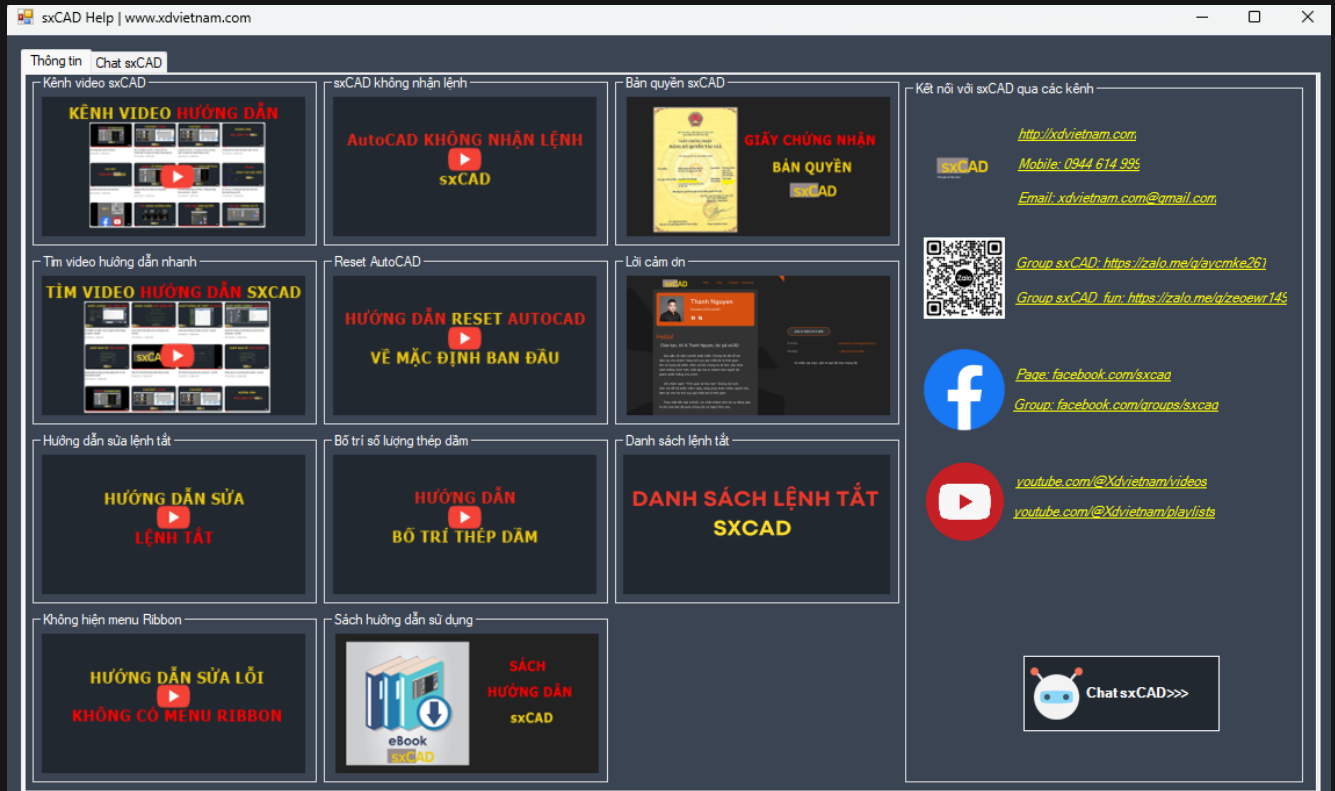 sxCAD Help | www.xdvietnam.com
Thông tin
Chat sxCAD
Kênh video sxCAD
KÊNH VIDEO HƯỚNG DẪN
sxCAD không nhận lệnh
AutoCAD KHÔNG NHẬN LỆNH
sxCAD
Bản quyền sxCAD
GIẤY CHỨNG NHẬN
BẢN QUYỀN
sxCAD
Tìm video hướng dẫn nhanh
TÌM VIDEO HƯỚNG DẪN SXCAD
Reset AutoCAD
HƯỚNG DẪN RESET AUTOCAD
VỀ MẶC ĐỊNH BAN ĐẦU
Lời cảm ơn
sxCAD
Thanh Nguyen
Hướng dẫn sửa lệnh tắt
HƯỚNG DẪN SỬA
LỆNH TẮT
Bố trí số lượng thép dầm
HƯỚNG DẪN
BỐ TRÍ THÉP DẦM
Danh sách lệnh tắt
DANH SÁCH LỆNH TẮT
SXCAD
Không hiện menu Ribbon
HƯỚNG DẪN SỬA LỖI
KHÔNG CÓ MENU RIBBON
Sách hướng dẫn sử dụng
eBook
sxCAD
SÁCH
HƯỚNG DẪN
sxCAD
Kết nối với sxCAD qua các kênh
sxCAD
http://xdvietnam.com
Mobile: 0944 614 999
Email: xdvietnam.com@gmail.com
Zalo
Group sxCAD: https://zalo.me/g/aycmke261
Group sxCAD_fun: https://zalo.me/g/zeoewr149
Page: facebook.com/sxcad
Group: facebook.com/groups/sxcad
youtube.com/@Xdvietnam/videos
youtube.com/@Xdvietnam/playlists
Chat sxCAD>>>